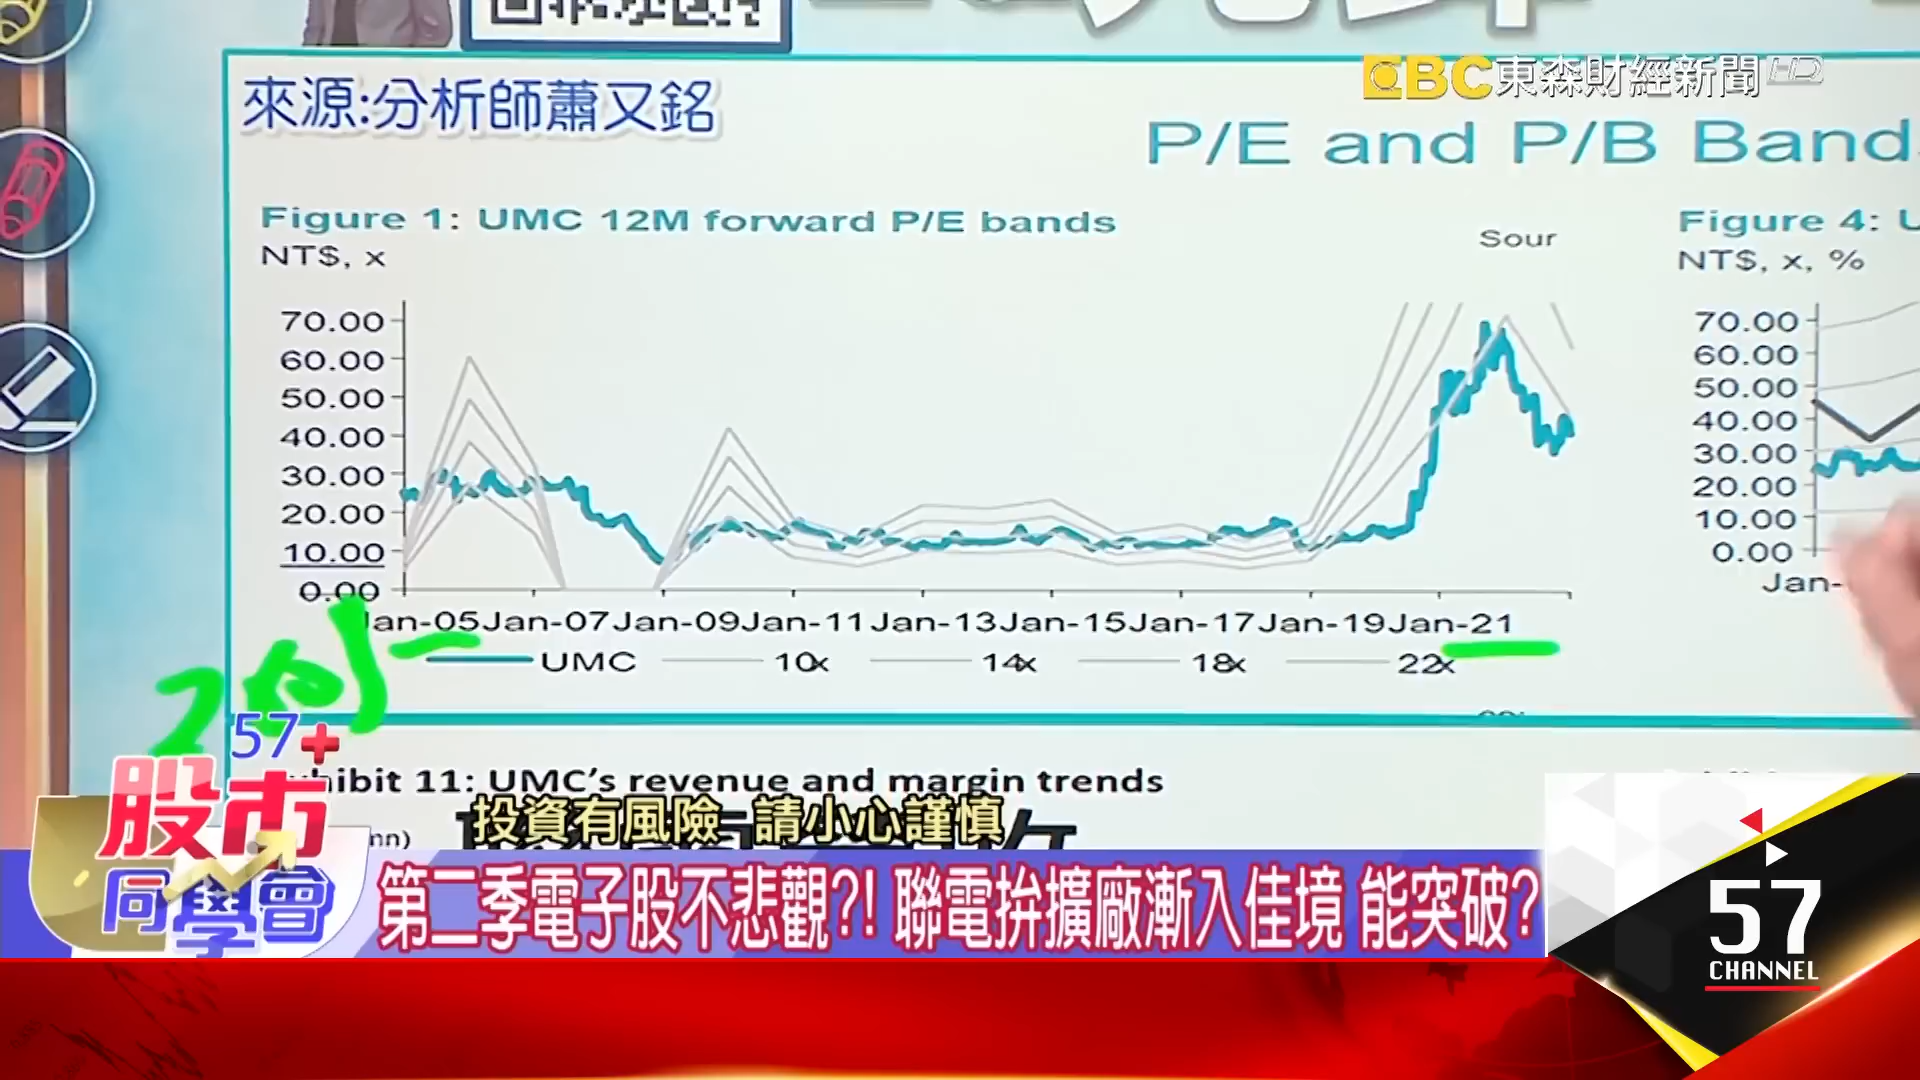 EBC東森財經新聞HD
來源:分析師蕭又銘
P/E and P/B Band
Figure 1: UMC 12M forward P/E bands
NT$, x
Sour
70.00
60.00
50.00
40.00
30.00
20.00
10.00
0.00
Jan-05 Jan-07 Jan-09 Jan-11 Jan-13 Jan-15 Jan-17 Jan-19 Jan-21
UMC 10x 14x 18x 22x
Figure 4: U
NT$, x, %
70.00
60.00
50.00
40.00
30.00
20.00
10.00
0.00
Jan-
57+
股市
同學會
hibit 11: UMC’s revenue and margin trends
nn)
投資有風險 請小心謹慎
第二季電子股不悲觀?! 聯電拚擴廠漸入佳境 能突破?
57
CHANNEL